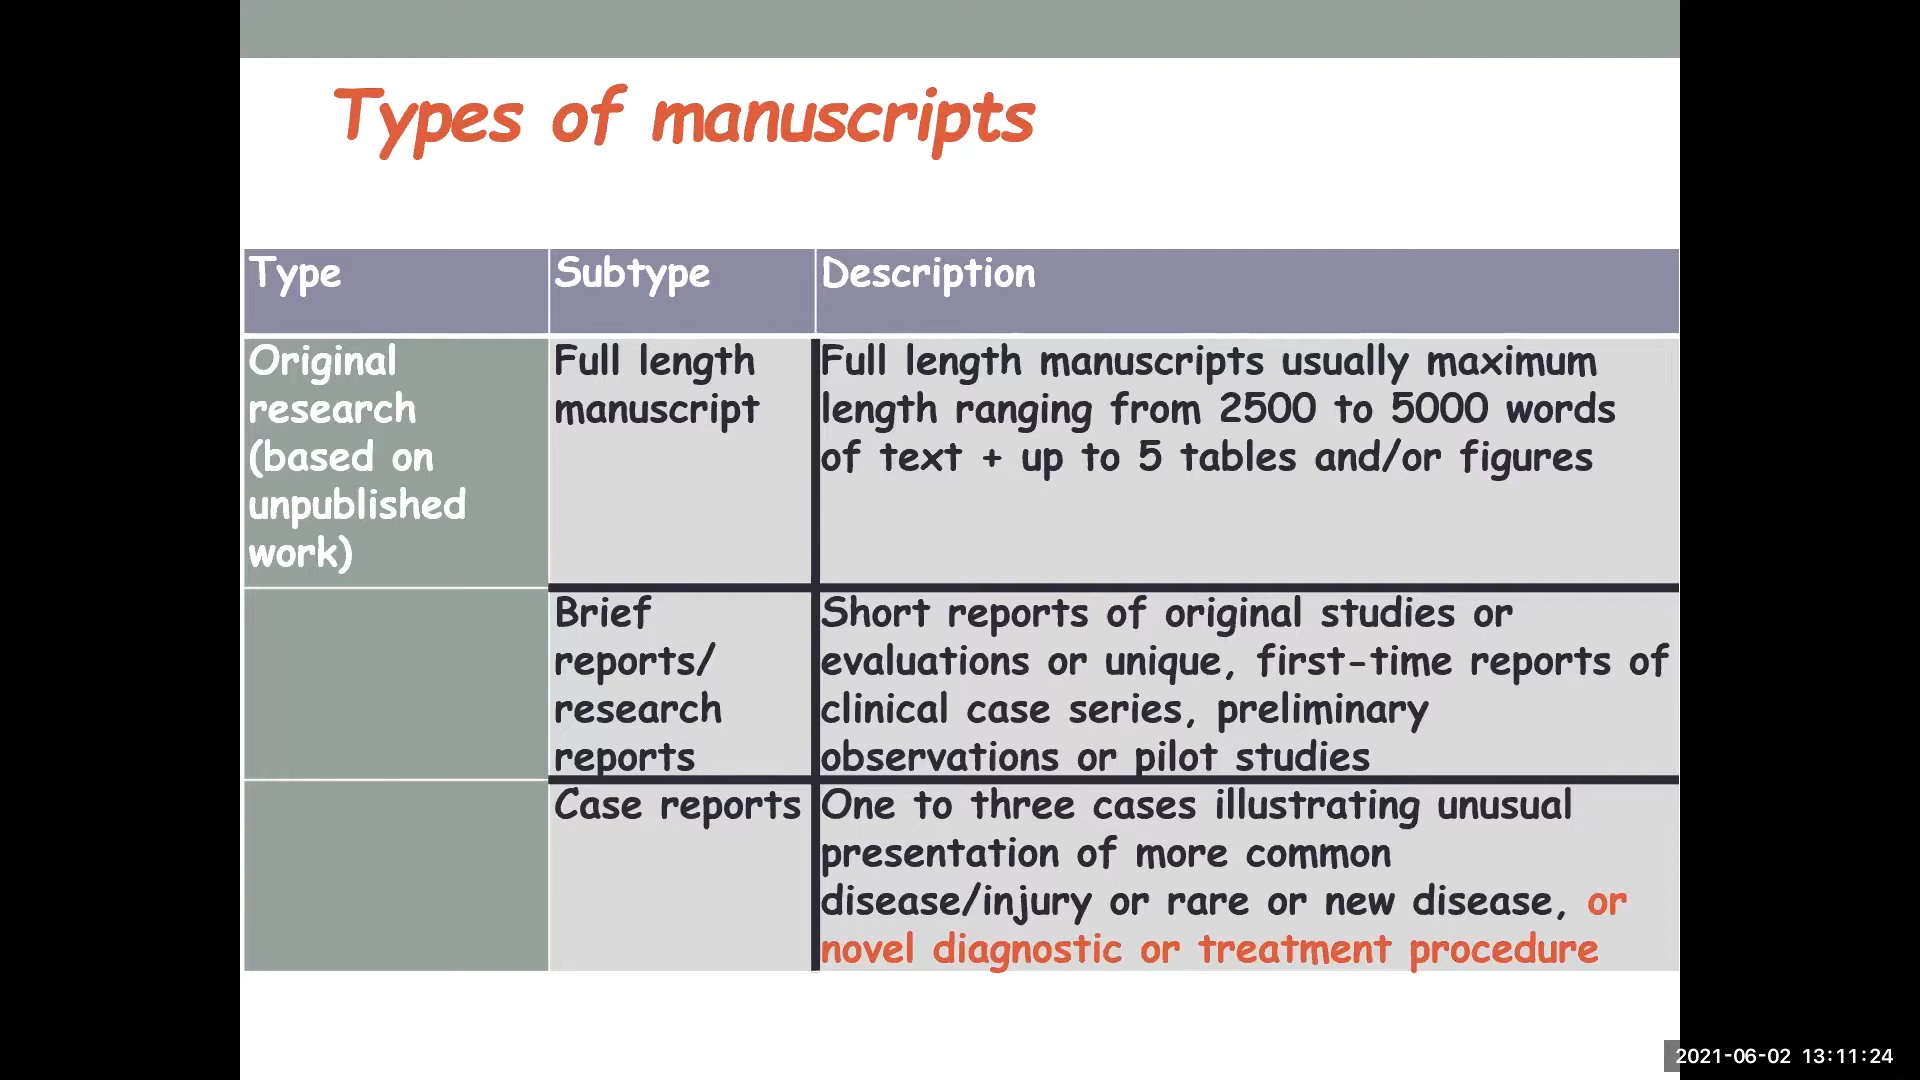 Types of manuscripts
Type
Subtype
Description
Original
research
(based on
unpublished
work)
Full length
manuscript
Full length manuscripts usually maximum
length ranging from 2500 to 5000 words
of text + up to 5 tables and/or figures
Brief
reports/
research
reports
Short reports of original studies or
evaluations or unique, first-time reports of
clinical case series, preliminary
observations or pilot studies
Case reports
One to three cases illustrating unusual
presentation of more common
disease/injury or rare or new disease, or
novel diagnostic or treatment procedure
2021-06-02 13:11:24